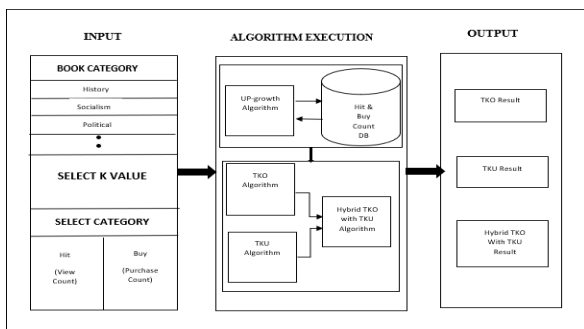 INPUT
BOOK CATEGORY
History
Socialism
Political
SELECT K VALUE
SELECT CATEGORY
Hit
(View
Count)
Buy
(Purchase
Count)
ALGORITHM EXECUTION
UP-growth
Algorithm
Hit &
Buy
Count
DB
TKO
Algorithm
TKU
Algorithm
Hybrid TKO
with TKU
Algorithm
OUTPUT
TKO Result
TKU Result
Hybrid TKO
With TKU
Result